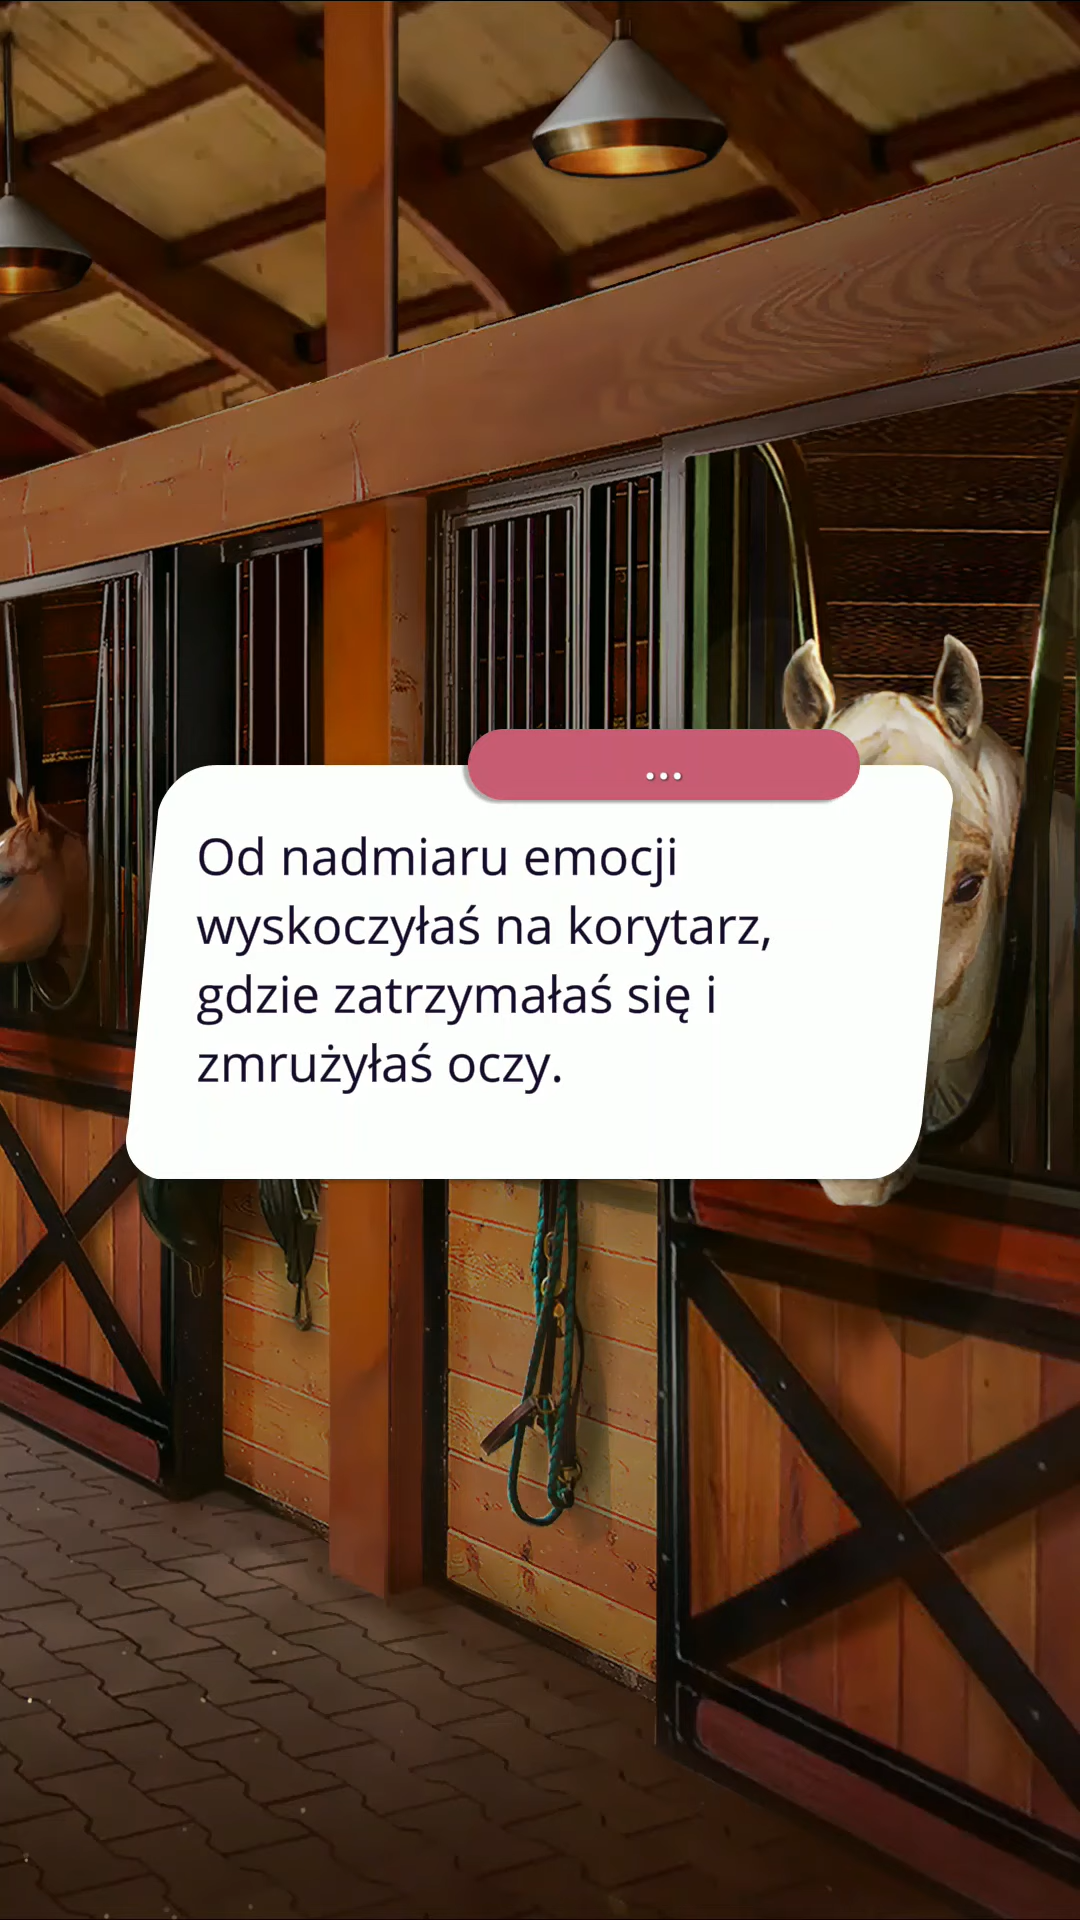 ...
Od nadmiaru emocji
wyskoczyłaś na korytarz,
gdzie zatrzymałaś się i
zmrużyłaś oczy.